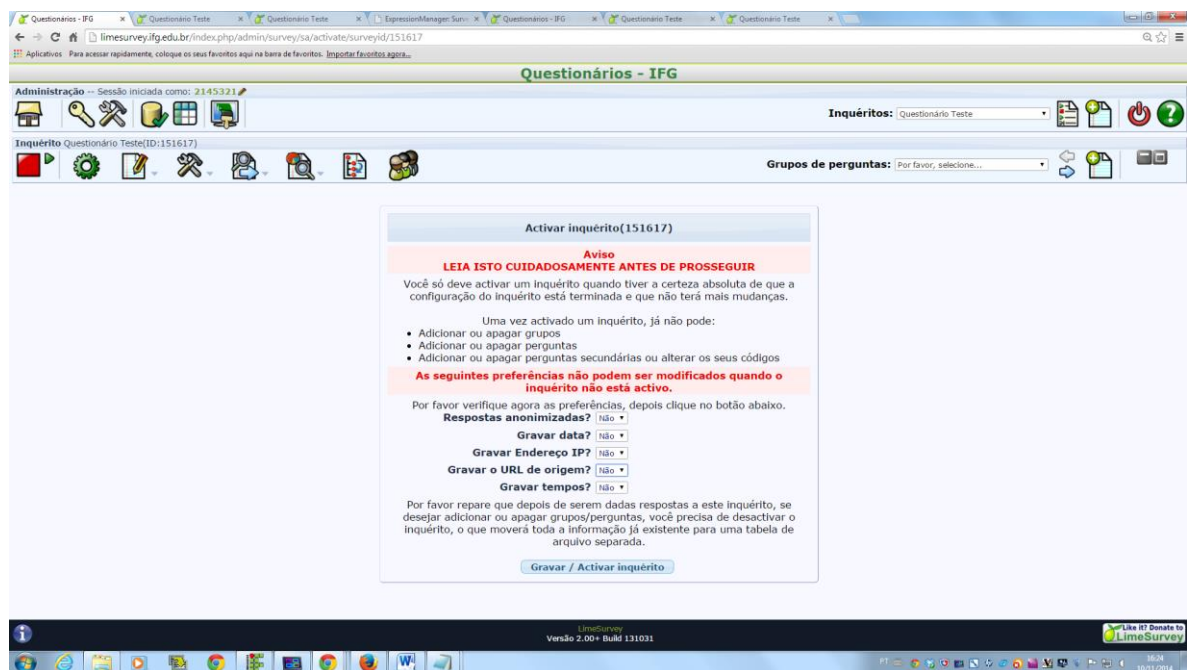 Questionários - IFG
Questionário Teste
Questionário Teste
ExpressionManager: Surv
Questionários - IFG
Questionário Teste
Questionário Teste
limesurvey.ifg.edu.br/index.php/admin/survey/sa/activate/surveyid/151617
Aplicativos Para acessar rapidamente, coloque os seus favoritos aqui na barra de favoritos. Importar favoritos agora...
Questionários - IFG
Administração -- Sessão iniciada como: 2145321
Inquéritos: Questionário Teste
Inquérito Questionário Teste(ID:151617)
Grupos de perguntas: Por favor, selecione...
Activar inquérito(151617)
Aviso
LEIA ISTO CUIDADOSAMENTE ANTES DE PROSSEGUIR
Você só deve activar um inquérito quando tiver a certeza absoluta de que a
configuração do inquérito está terminada e que não terá mais mudanças.
Uma vez activado um inquérito, já não pode:
Adicionar ou apagar grupos
Adicionar ou apagar perguntas
Adicionar ou apagar perguntas secundárias ou alterar os seus códigos
As seguintes preferências não podem ser modificados quando o
inquérito não está activo.
Por favor verifique agora as preferências, depois clique no botão abaixo.
Respostas anonimizadas? Não
Gravar data? Não
Gravar Endereço IP? Não
Gravar o URL de origem? Não
Gravar tempos? Não
Por favor repare que depois de serem dadas respostas a este inquérito, se
desejar adicionar ou apagar grupos/perguntas, você precisa de desactivar o
inquérito, o que moverá toda a informação já existente para uma tabela de
arquivo separada.
Gravar / Activar inquérito
LimeSurvey
Versão 2.00+ Build 131031
Like it? Donate to
LimeSurvey
PT
16:24
10/11/2014